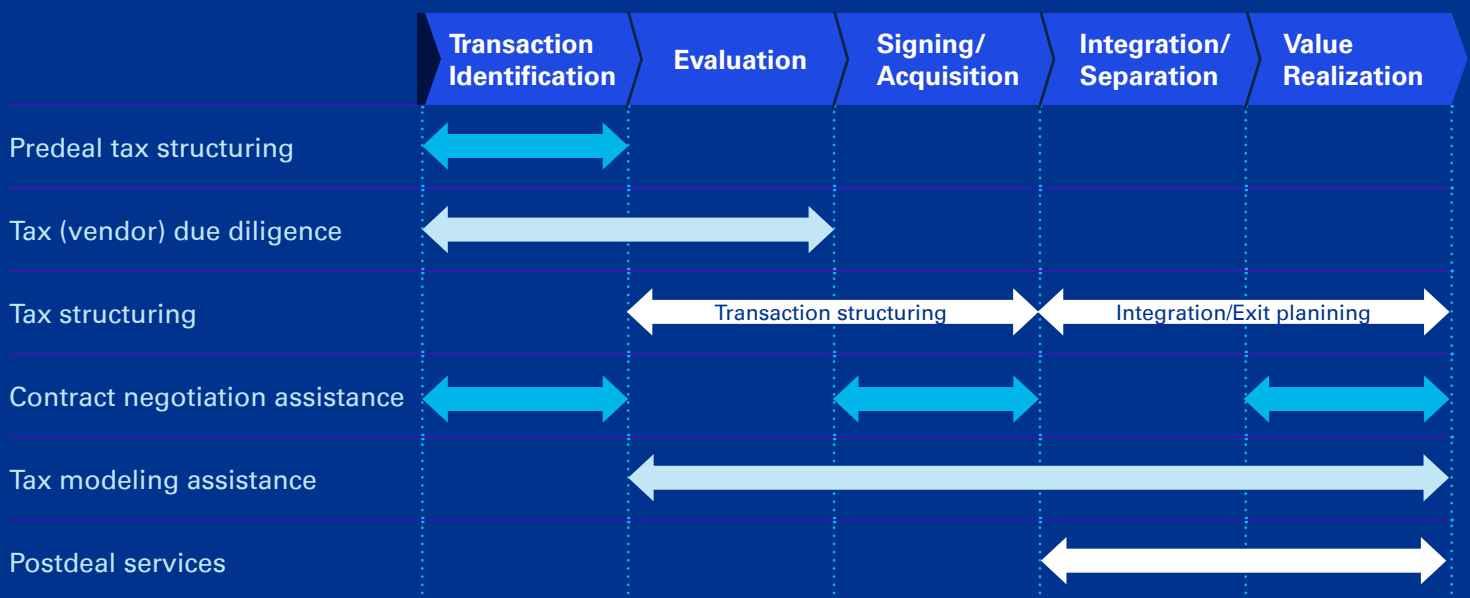 Transaction
Identification
Evaluation
Signing/
Acquisition
Integration/
Separation
Value
Realization
Predeal tax structuring
Tax (vendor) due diligence
Tax structuring
Transaction structuring
Integration/Exit planining
Contract negotiation assistance
Tax modeling assistance
Postdeal services